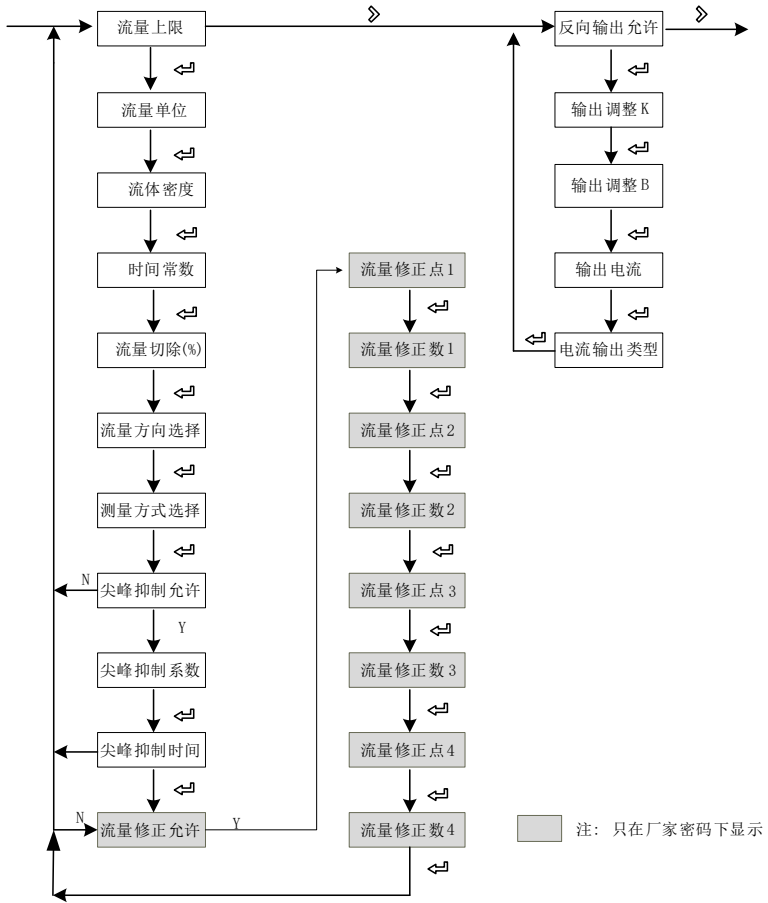 流量上限
流量单位
流体密度
时间常数
流量切除(%)
流量方向选择
测量方式选择
N
尖峰抑制允许
Y
尖峰抑制系数
尖峰抑制时间
N
流量修正允许
Y
流量修正点1
流量修正数1
流量修正点2
流量修正数2
流量修正点3
流量修正数3
流量修正点4
流量修正数4
反向输出允许
输出调整K
输出调整B
输出电流
电流输出类型
注: 只在厂家密码下显示